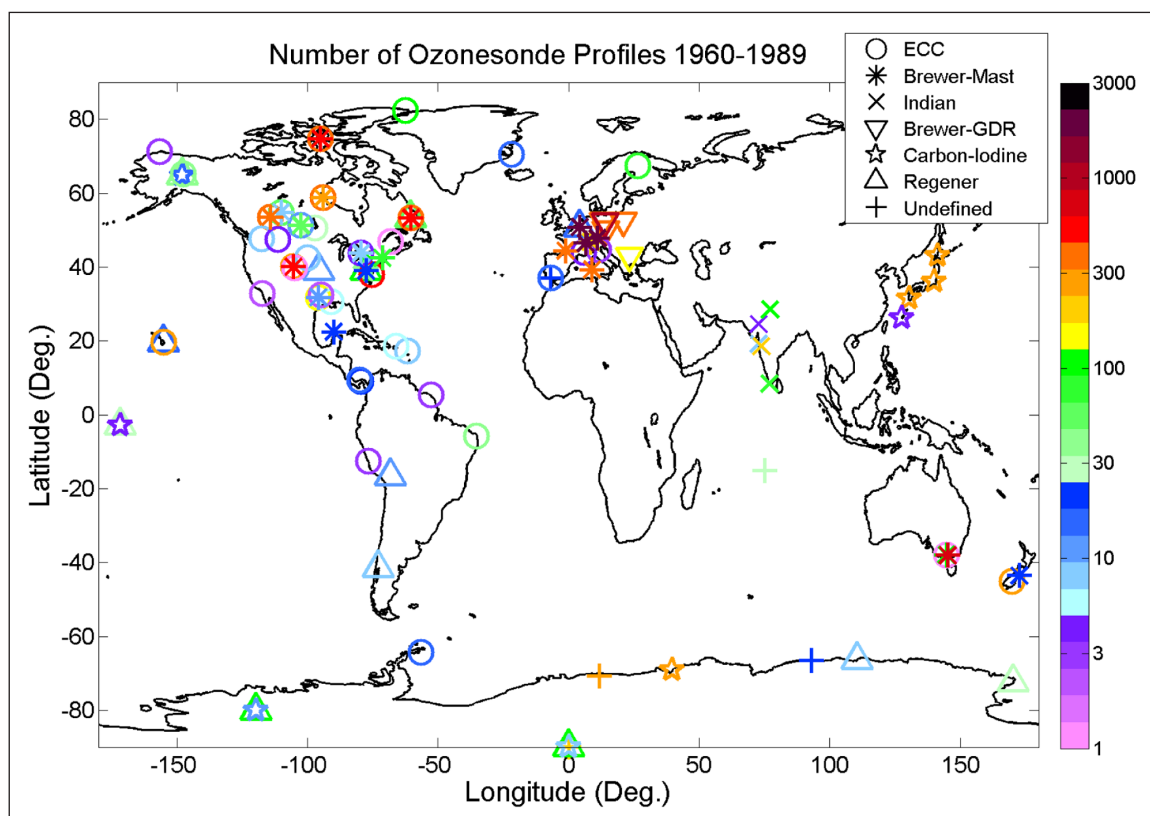 Number of Ozonesonde Profiles 1960-1989
ECC
Brewer-Mast
Indian
Brewer-GDR
Carbon-Iodine
Regener
Undefined
80
60
40
20
0
-20
-40
-60
-80
Latitude (Deg.)
-150
-100
-50
0
50
100
150
Longitude (Deg.)
3000
1000
300
100
30
10
3
1